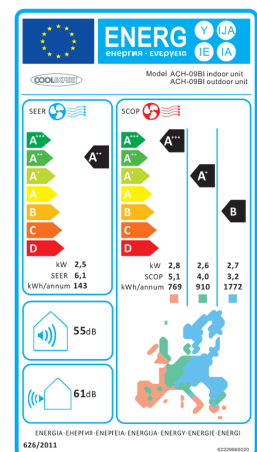 ENERG
енергия · ενεργεια
Y IJA
IE IA
COOLEXPERT
Model ACH-09BI indoor unit
ACH-09BI outdoor unit
SEER
A+++
A++
A+
A
B
C
D
A++
kW 2,5
SEER 6,1
kWh/annum 143
SCOP
A+++
A++
A+
A
B
C
D
A+++
A+
B
kW 2,8 2,6 2,7
SCOP 5,1 4,0 3,2
kWh/annum 769 910 1772
55dB
61dB
ENERGIA·ЕНЕРГИЯ·ΕΝΕΡΓΕΙΑ·ENERGIJA·ENERGY·ENERGIE·ENERGI
626/2011